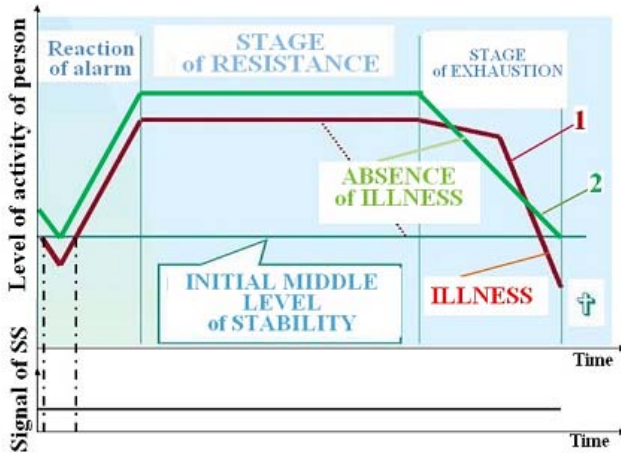 Level of activity of person
Reaction
of alarm
STAGE
of RESISTANCE
STAGE
of EXHAUSTION
1
2
ABSENCE
of ILLNESS
INITIAL MIDDLE
LEVEL
of STABILITY
ILLNESS
✝
Time
Signal of SS
Time